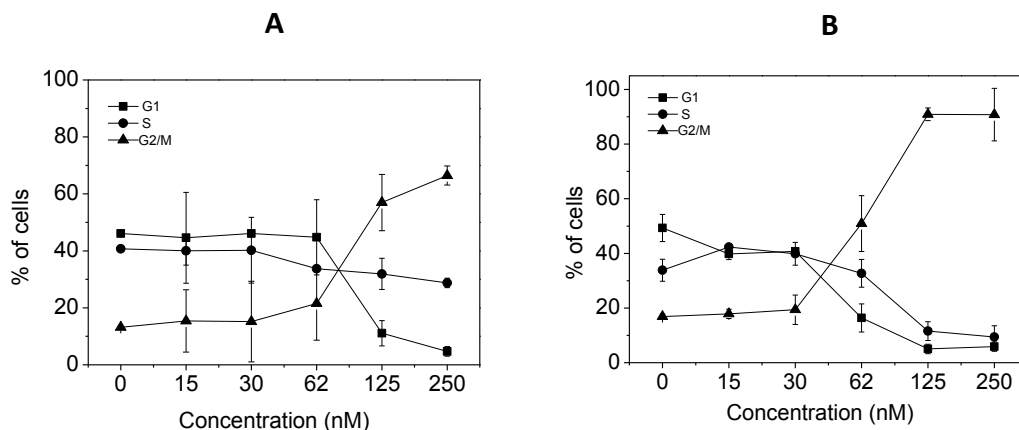 A
100
80
60
40
20
0
% of cells
G1
S
G2/M
0 15 30 62 125 250
Concentration (nM)
B
100
80
60
40
20
0
% of cells
G1
S
G2/M
0 15 30 62 125 250
Concentration (nM)